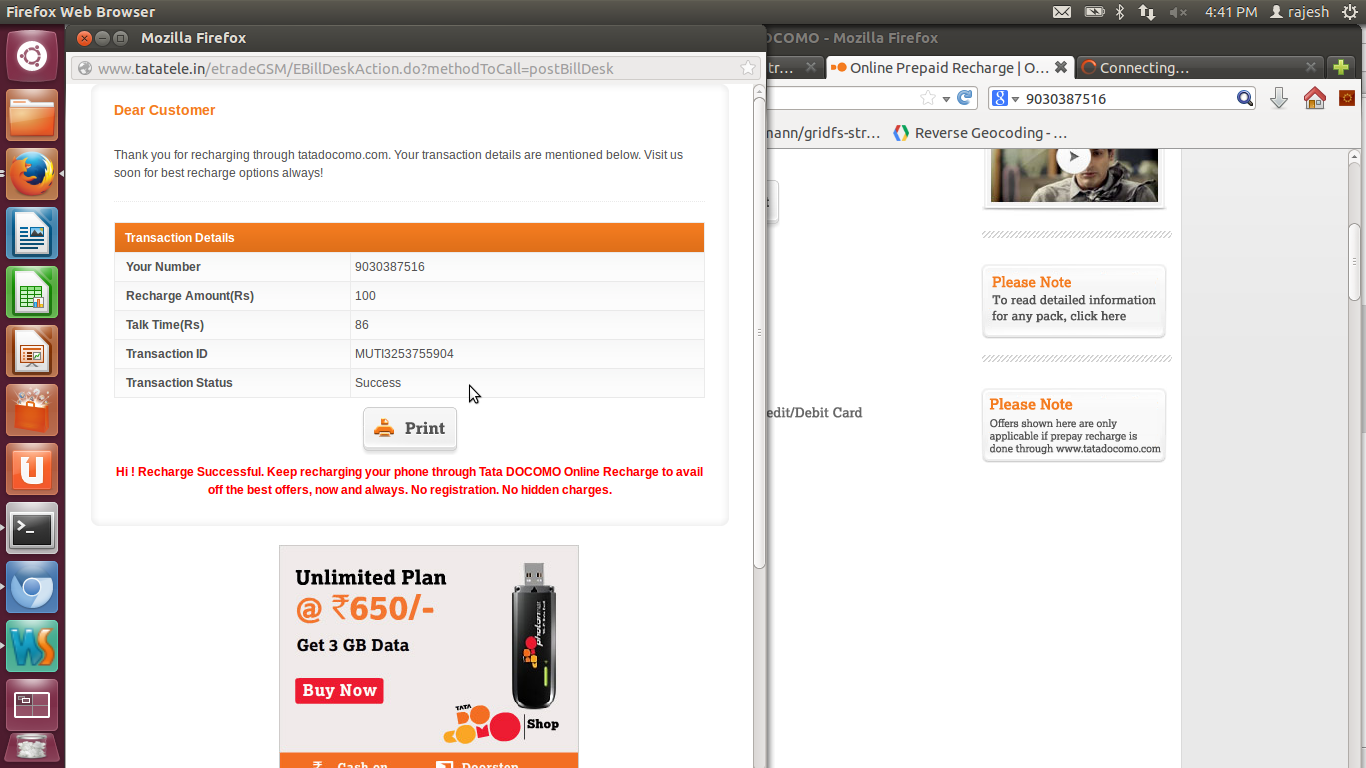 Firefox Web Browser
4:41 PM
rajesh
Mozilla Firefox
www.tatatele.in/etradeGSM/EBillDeskAction.do?methodToCall=postBillDesk
Dear Customer
Thank you for recharging through tatadocomo.com. Your transaction details are mentioned below. Visit us
soon for best recharge options always!
Transaction Details
Your Number 9030387516
Recharge Amount(Rs) 100
Talk Time(Rs) 86
Transaction ID MUTI3253755904
Transaction Status Success
Print
Hi ! Recharge Successful. Keep recharging your phone through Tata DOCOMO Online Recharge to avail
off the best offers, now and always. No registration. No hidden charges.
Unlimited Plan
@ ₹650/-
Get 3 GB Data
Buy Now
photon
TATA
DOCOMO
Shop
Cash on
Doorstep
OCOMO - Mozilla Firefox
tr...
Online Prepaid Recharge | O...
Connecting...
9030387516
mann/gridfs-str...
Reverse Geocoding - ...
Please Note
To read detailed information
for any pack, click here
edit/Debit Card
Please Note
Offers shown here are only
applicable if prepay recharge is
done through www.tatadocomo.com